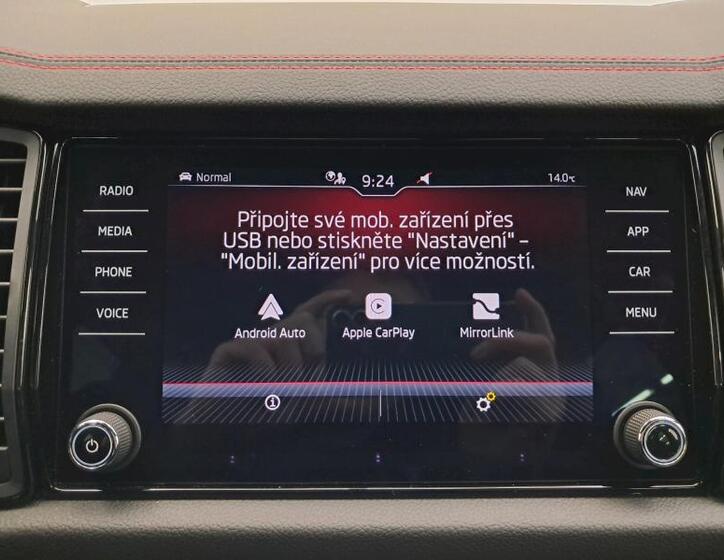 Normal
9:24
14.0°C
RADIO
MEDIA
PHONE
VOICE
Připojte své mob. zařízení přes
USB nebo stiskněte "Nastavení" –
"Mobil. zařízení" pro více možností.
Android Auto
Apple CarPlay
MirrorLink
NAV
APP
CAR
MENU